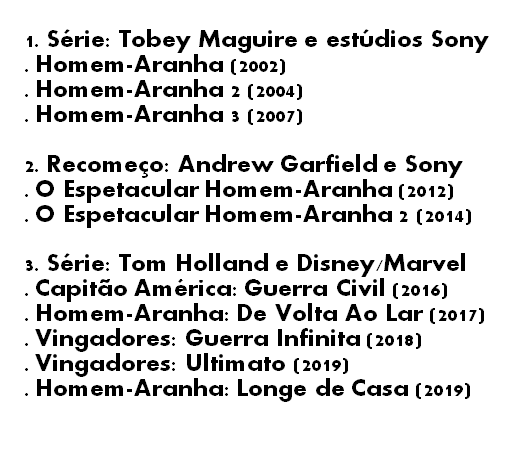 1. Série: Tobey Maguire e estúdios Sony
. Homem-Aranha (2002)
. Homem-Aranha 2 (2004)
. Homem-Aranha 3 (2007)
2. Recomeço: Andrew Garfield e Sony
. O Espetacular Homem-Aranha (2012)
. O Espetacular Homem-Aranha 2 (2014)
3. Série: Tom Holland e Disney/Marvel
. Capitão América: Guerra Civil (2016)
. Homem-Aranha: De Volta Ao Lar (2017)
. Vingadores: Guerra Infinita (2018)
. Vingadores: Ultimato (2019)
. Homem-Aranha: Longe de Casa (2019)